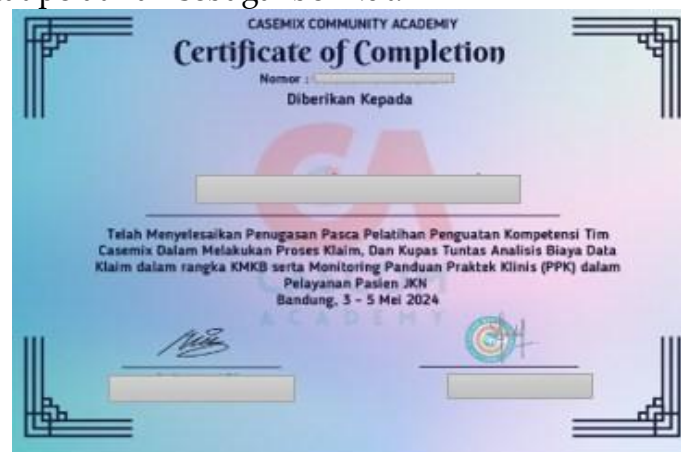 CASEMIX COMMUNITY ACADEMIY
Certificate of Completion
Nomor :
Diberikan Kepada
Telah Menyelesaikan Penugasan Pasca Pelatihan Penguatan Kompetensi Tim
Casemix Dalam Melakukan Proses Klaim, Dan Kupas Tuntas Analisis Biaya Data
Klaim dalam rangka KMKB serta Monitoring Panduan Praktek Klinis (PPK) dalam
Pelayanan Pasien JKN
Bandung, 3 - 5 Mei 2024
ACADEMY